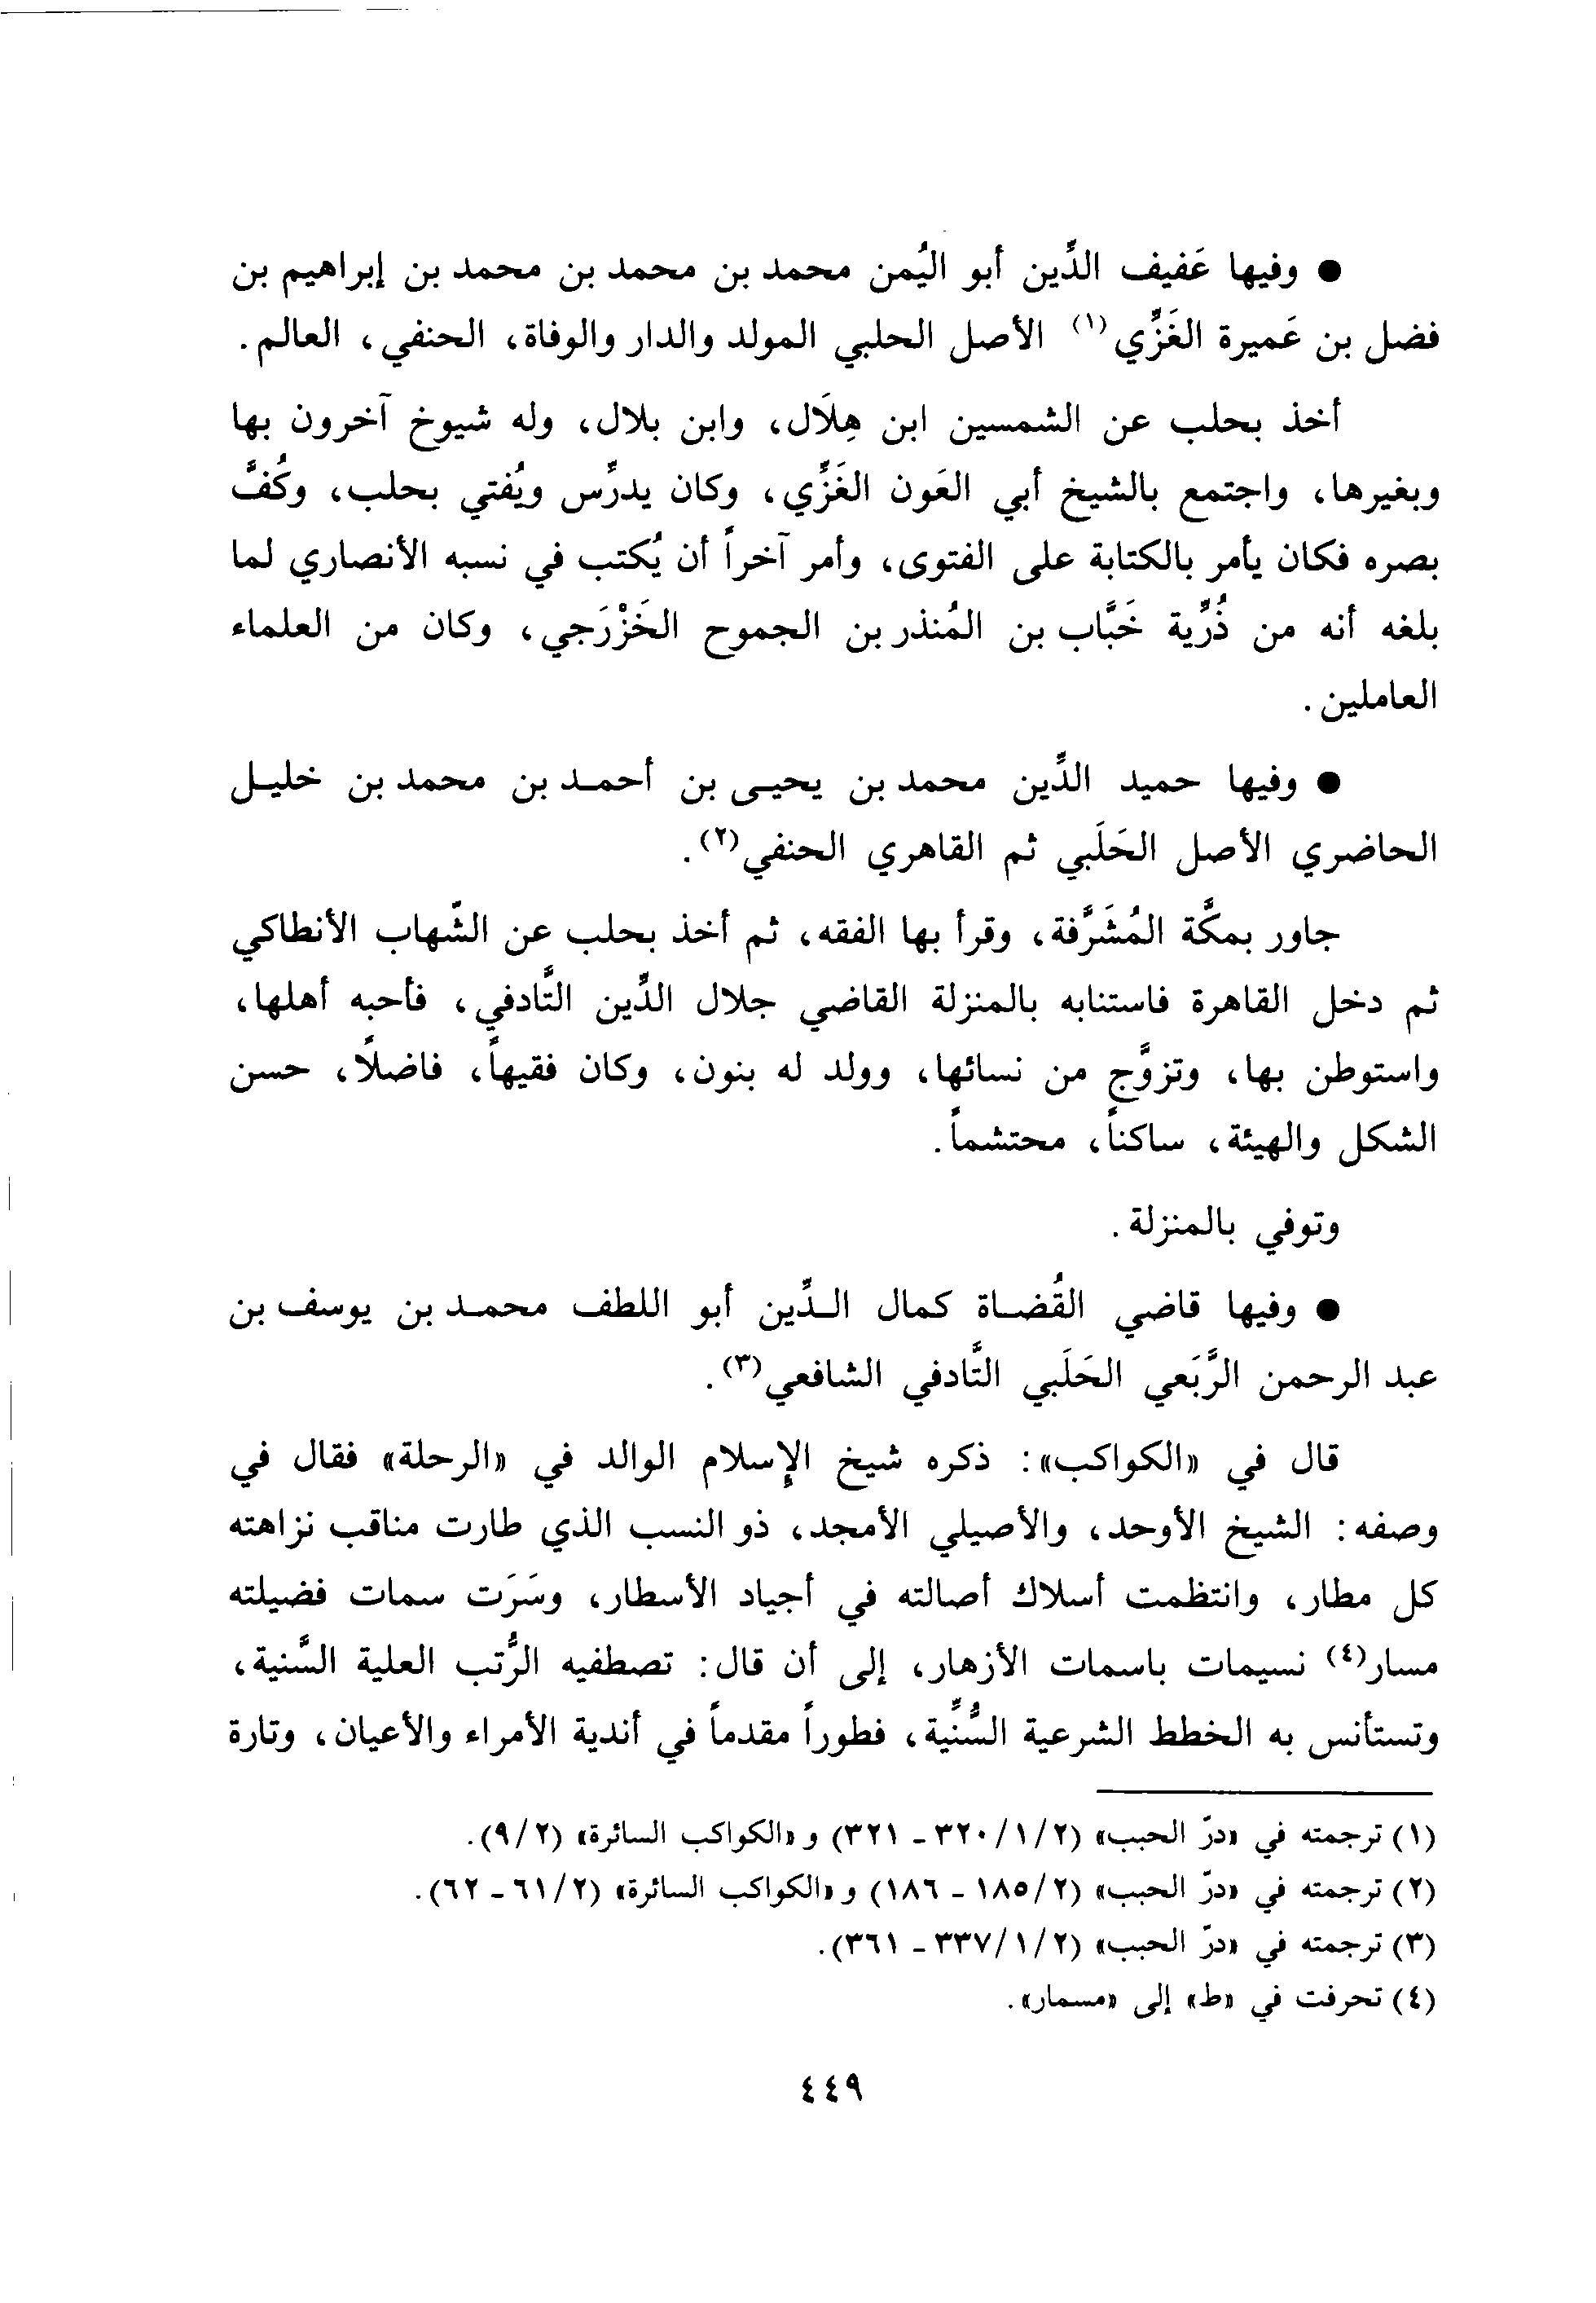 ● وفيها عَفيف الدِّين أبو اليُمن محمد بن محمد بن محمد بن إبراهيم بن
فضل بن عَميرة الغَزِّي(١) الأصل الحلبي المولد والدار والوفاة، الحنفي، العالم.
أخذ بحلب عن الشمسين ابن هِلَال، وابن بلال، وله شيوخ آخرون بها
وبغيرها، واجتمع بالشيخ أبي العَون الغَزِّي، وكان يدرِّس ويُفتي بحلب، وكُفَّ
بصره فكان يأمر بالكتابة على الفتوى، وأمر آخراً أن يُكتب في نسبه الأنصاري لما
بلغه أنه من ذُرِّية خَبَّاب بن المُنذر بن الجموح الخَزْرَجي، وكان من العلماء
العاملين.
● وفيها حميد الدِّين محمد بن يحيى بن أحمد بن محمد بن خليل
الحاضري الأصل الحَلَبي ثم القاهري الحنفي(٢).
جاور بمكَّة المُشَرَّفة، وقرأ بها الفقه، ثم أخذ بحلب عن الشّهاب الأنطاكي
ثم دخل القاهرة فاستنابه بالمنزلة القاضي جلال الدِّين التَّادفي، فأحبه أهلها،
واستوطن بها، وتزوَّج من نسائها، وولد له بنون، وكان فقيهاً، فاضلًا، حسن
الشكل والهيئة، ساكناً، محتشماً.
وتوفي بالمنزلة.
● وفيها قاضي القُضاة كمال الدِّين أبو اللطف محمد بن يوسف بن
عبد الرحمن الرَّبَعي الحَلَبي التَّادفي الشافعي(٣).
قال في «الكواكب»: ذكره شيخ الإسلام الوالد في «الرحلة» فقال في
وصفه: الشيخ الأوحد، والأصيلي الأمجد، ذو النسب الذي طارت مناقب نزاهته
كل مطار، وانتظمت أسلاك أصالته في أجياد الأسطار، وسَرَت سمات فضيلته
مسار(٤) نسيمات باسمات الأزهار، إلى أن قال: تصطفيه الرُّتب العلية السَّنية،
وتستأنس به الخطط الشرعية السُّنِّية، فطوراً مقدماً في أندية الأمراء والأعيان، وتارة
(١) ترجمته في «درّ الحبب» (٣٢٠/١/٢ - ٣٢١) و «الكواكب السائرة» (٩/٢).
(٢) ترجمته في «درّ الحبب» (١٨٥/٢ - ١٨٦) و «الكواكب السائرة» (٦١/٢ - ٦٢).
(٣) ترجمته في «درّ الحبب» (٣٣٧/١/٢ - ٣٦١).
(٤) تحرفت في «ط» إلى «مسمار».
٤٤٩